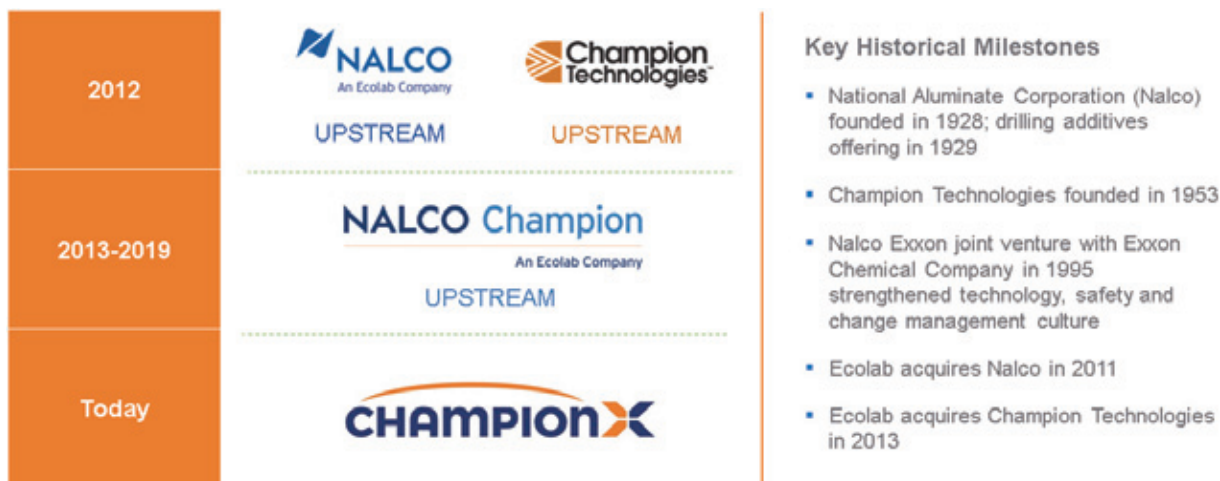 2012
NALCO
An Ecolab Company
UPSTREAM
Champion
Technologies™
UPSTREAM
2013-2019
NALCO Champion
An Ecolab Company
UPSTREAM
Today
CHAMPIONX
Key Historical Milestones
▪ National Aluminate Corporation (Nalco)
founded in 1928; drilling additives
offering in 1929
▪ Champion Technologies founded in 1953
▪ Nalco Exxon joint venture with Exxon
Chemical Company in 1995
strengthened technology, safety and
change management culture
▪ Ecolab acquires Nalco in 2011
▪ Ecolab acquires Champion Technologies
in 2013